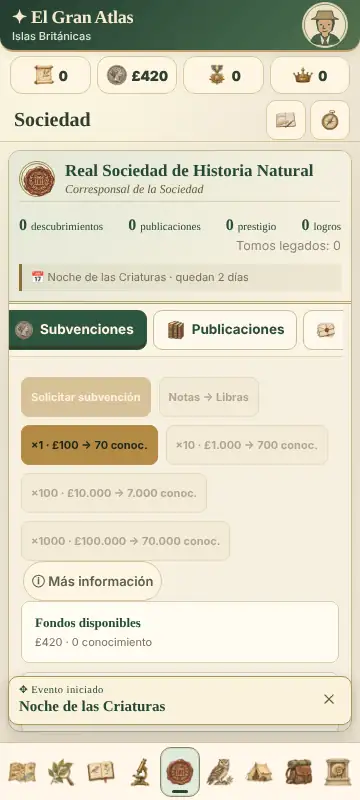 ✦ El Gran Atlas
Islas Británicas
0
£420
0
0
Sociedad
Real Sociedad de Historia Natural
Corresponsal de la Sociedad
0 descubrimientos 0 publicaciones 0 prestigio 0 logros
Tomos legados: 0
📅 Noche de las Criaturas · quedan 2 días
Subvenciones
Publicaciones
Solicitar subvención
Notas → Libras
×1 · £100 → 70 conoc.
×10 · £1.000 → 700 conoc.
×100 · £10.000 → 7.000 conoc.
×1000 · £100.000 → 70.000 conoc.
ⓘ Más información
Fondos disponibles
£420 · 0 conocimiento
✥ Evento iniciado
Noche de las Criaturas
×